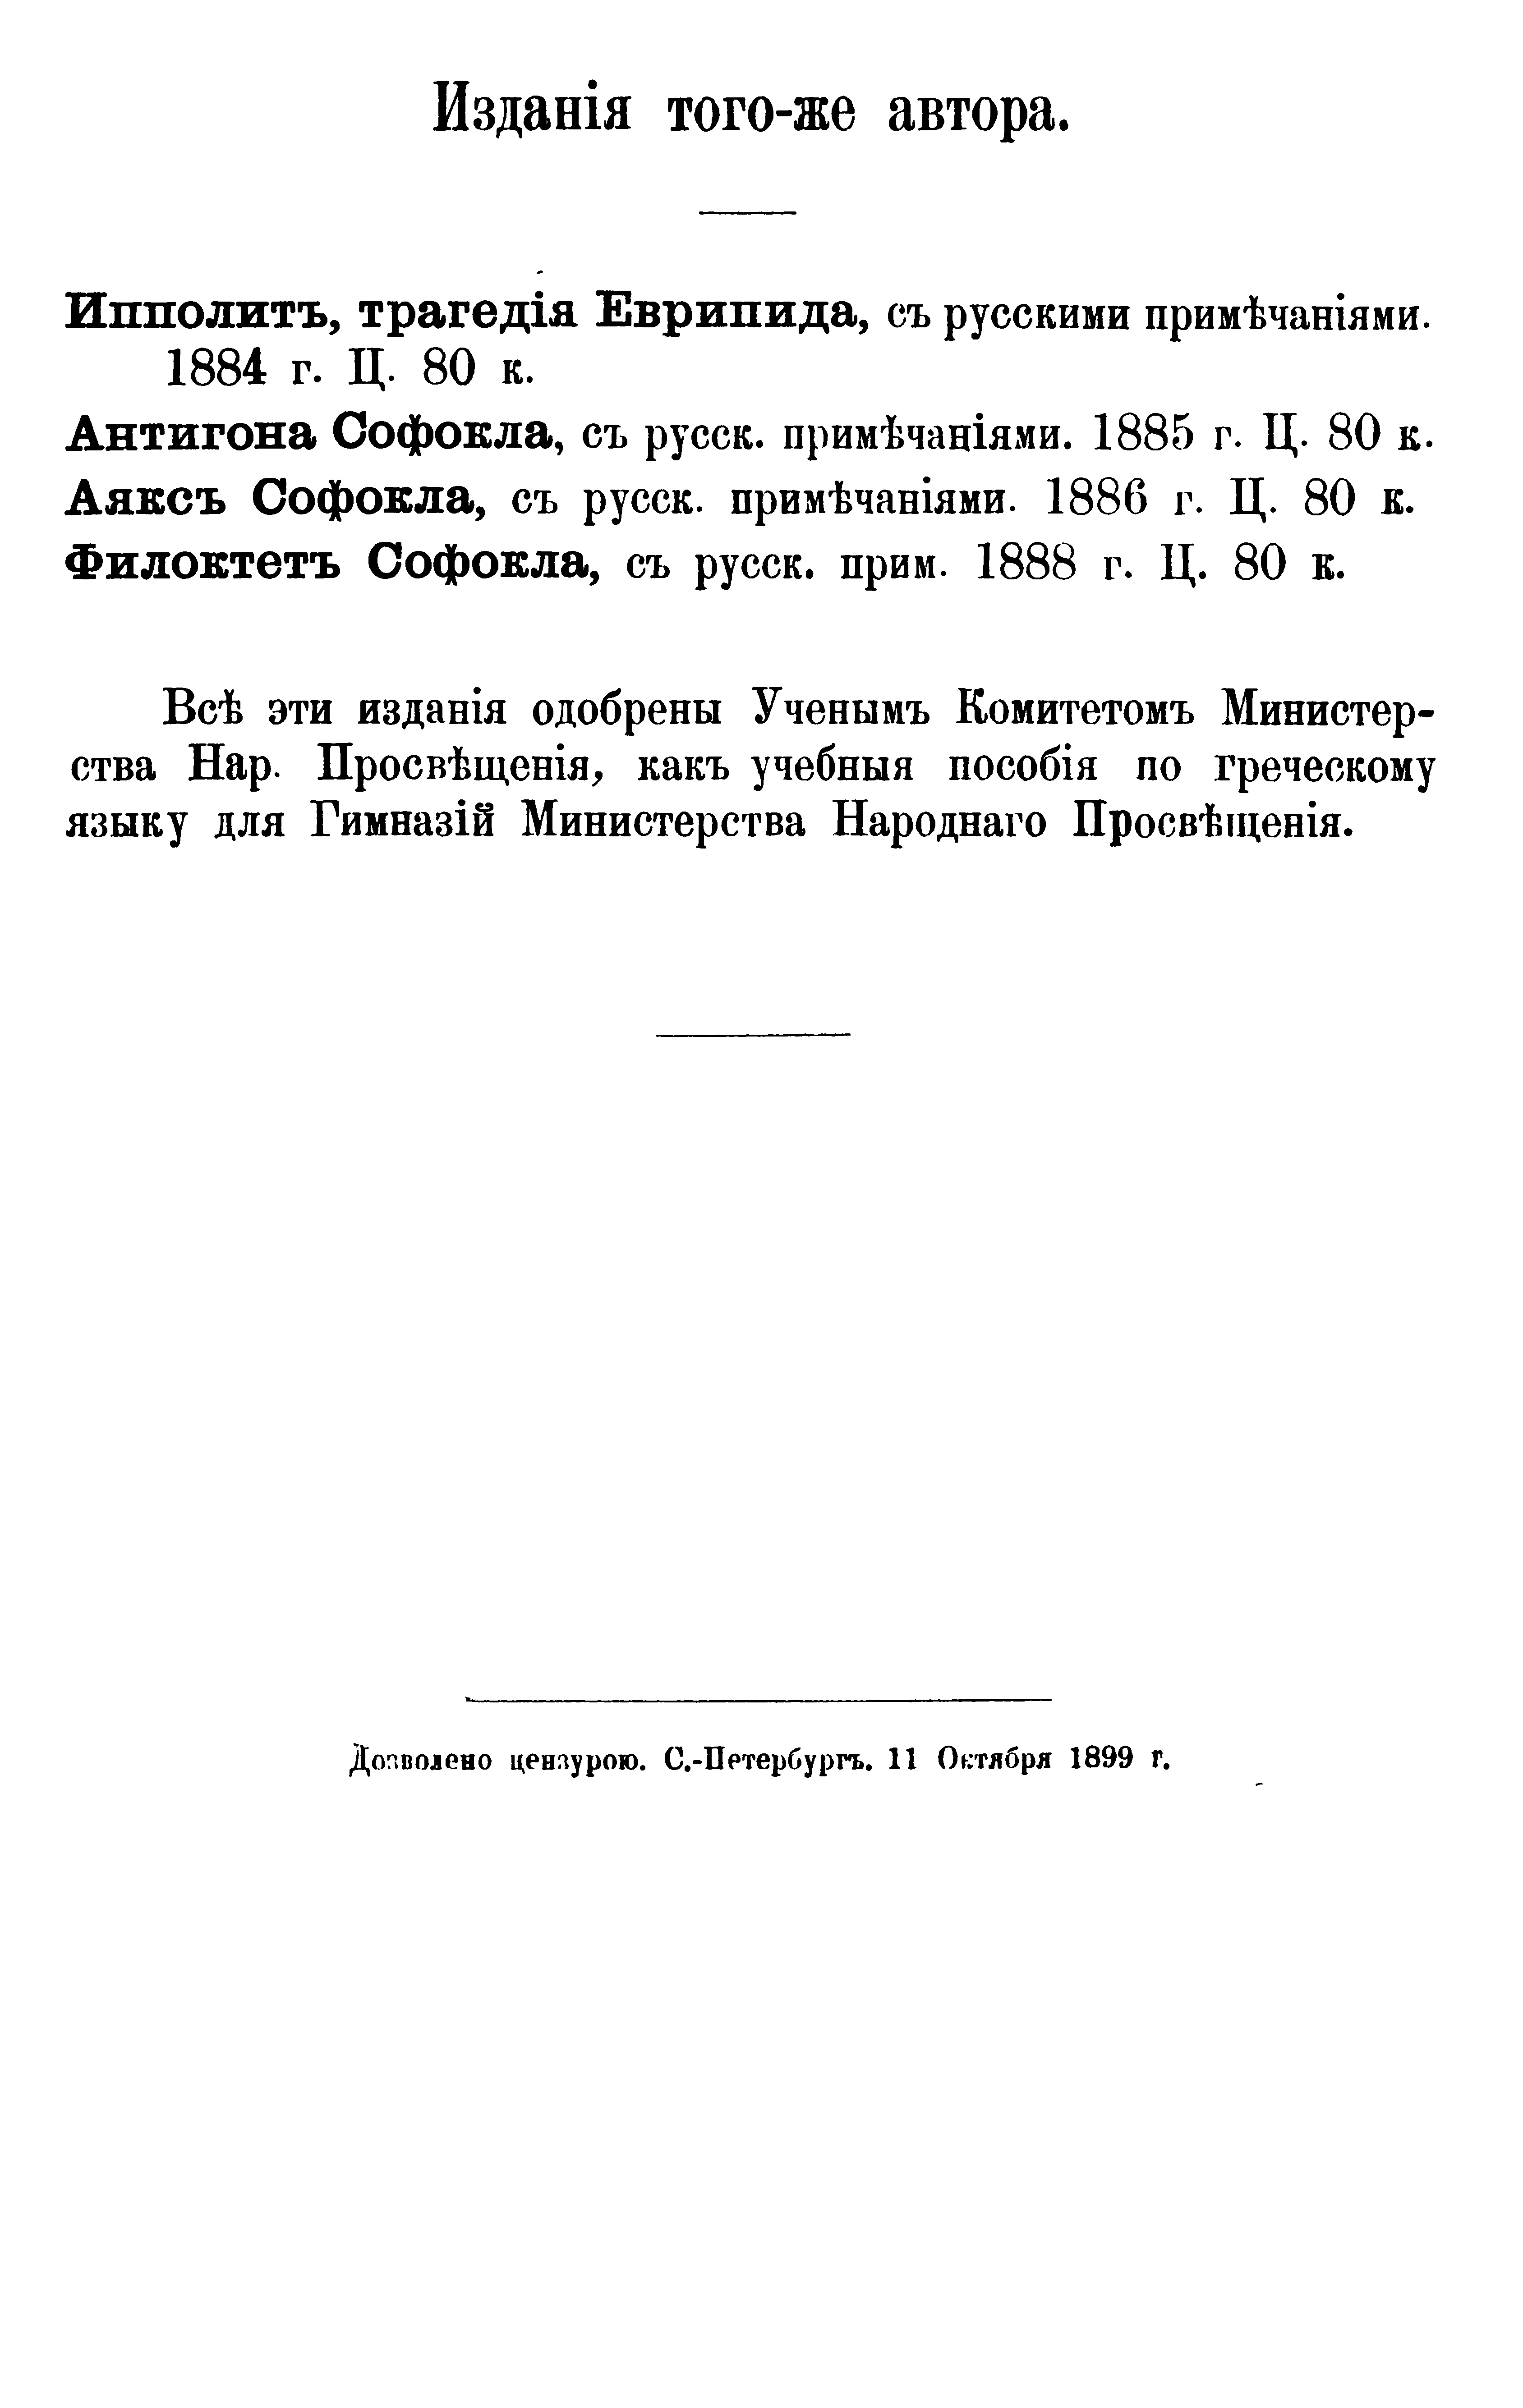 Изданія того-же автора.
Ипполитъ, трагедія Еврипида, съ русскими примѣчаніями.
1884 г. Ц. 80 к.
Антигона Софокла, съ русск. примѣчаніями. 1885 г. Ц. 80 к.
Аяксъ Софокла, съ русск. примѣчаніями. 1886 г. Ц. 80 к.
Филоктетъ Софокла, съ русск. прим. 1888 г. Ц. 80 к.
Всѣ эти изданія одобрены Ученымъ Комитетомъ Министер-
ства Нар. Просвѣщенія, какъ учебныя пособія по греческому
языку для Гимназій Министерства Народнаго Просвѣщенія.
Дозволено цензурою. С.-Петербургъ. 11 Октября 1899 г.